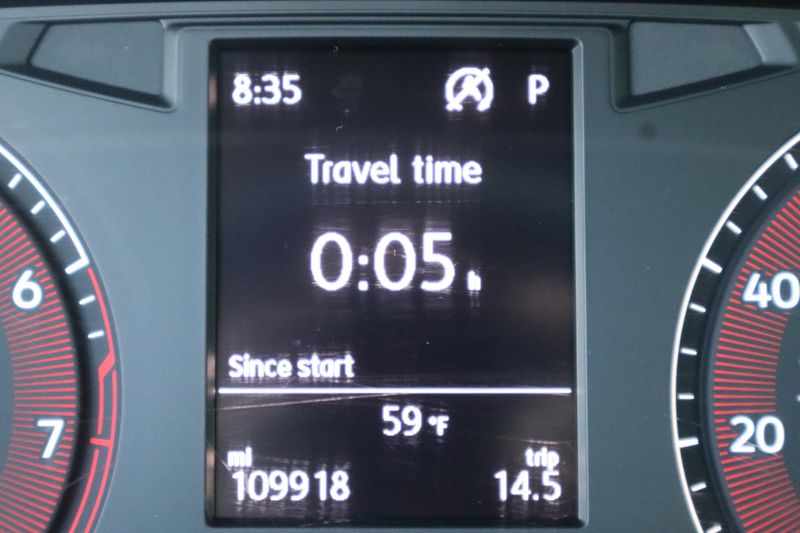 8:35 P
Travel time
0:05 h
Since start
59 °F
mi trip
109918 14.5
6
7
40
20